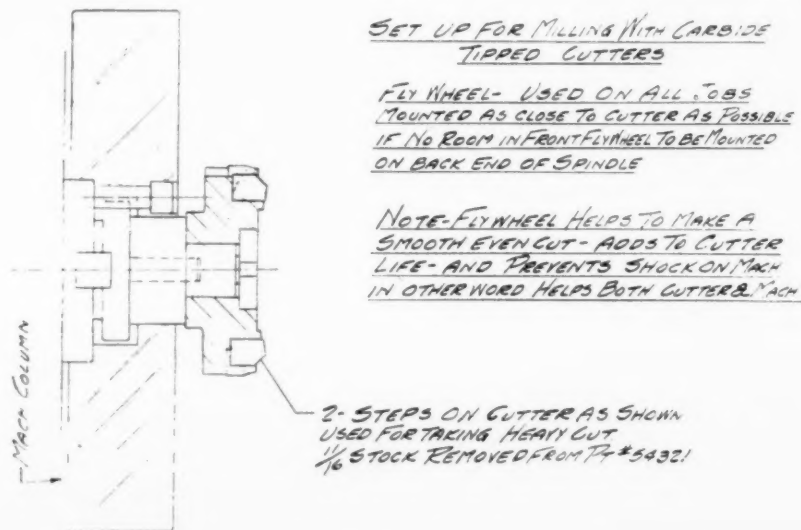 SET UP FOR MILLING WITH CARBIDE
TIPPED CUTTERS
FLY WHEEL- USED ON ALL JOBS
MOUNTED AS CLOSE TO CUTTER AS POSSIBLE
IF NO ROOM IN FRONT FLYWHEEL TO BE MOUNTED
ON BACK END OF SPINDLE
NOTE-FLYWHEEL HELPS TO MAKE A
SMOOTH EVEN CUT - ADDS TO CUTTER
LIFE - AND PREVENTS SHOCK ON MACH
IN OTHER WORD HELPS BOTH CUTTER & MACH
MACH COLUMN
2- STEPS ON CUTTER AS SHOWN
USED FOR TAKING HEAVY CUT
11/16 STOCK REMOVED FROM PT #54321